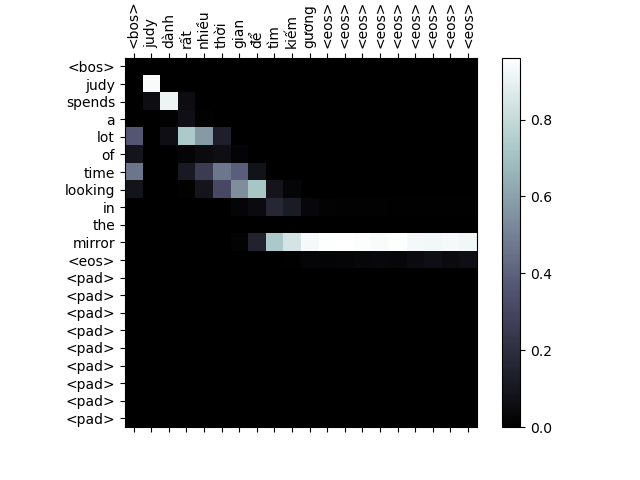 <bos>
judy
dành
rất
nhiều
thời
gian
để
tìm
kiếm
gương
<eos>
<eos>
<eos>
<eos>
<eos>
<eos>
<eos>
<eos>
<eos>
<bos>
judy
spends
a
lot
of
time
looking
in
the
mirror
<eos>
<pad>
<pad>
<pad>
<pad>
<pad>
<pad>
<pad>
<pad>
<pad>
0.8
0.6
0.4
0.2
0.0